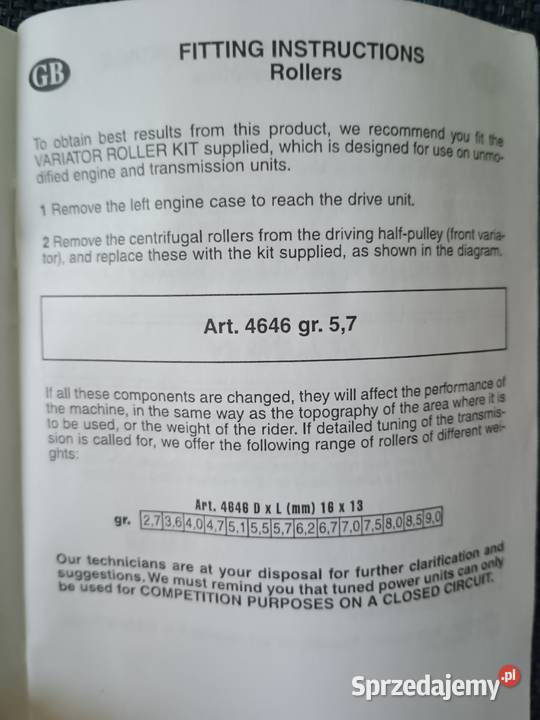 GB
FITTING INSTRUCTIONS
Rollers
To obtain best results from this product, we recommend you fit the
VARIATOR ROLLER KIT supplied, which is designed for use on unmo-
dified engine and transmission units.
1 Remove the left engine case to reach the drive unit.
2 Remove the centrifugal rollers from the driving half-pulley (front varia-
tor), and replace these with the kit supplied, as shown in the diagram.
Art. 4646 gr. 5,7
If all these components are changed, they will affect the performance of
the machine, in the same way as the topography of the area where it is
to be used, or the weight of the rider. If detailed tuning of the transmis-
sion is called for, we offer the following range of rollers of different wei-
ghts:
Art. 4646 D x L (mm) 16 x 13
gr. 2,7 3,6 4,0 4,7 5,1 5,5 5,7 6,2 6,7 7,0 7,5 8,0 8,5 9,0
Our technicians are at your disposal for further clarification and
suggestions. We must remind you that tuned power units can only
be used for COMPETITION PURPOSES ON A CLOSED CIRCUIT.
Sprzedajemy.pl